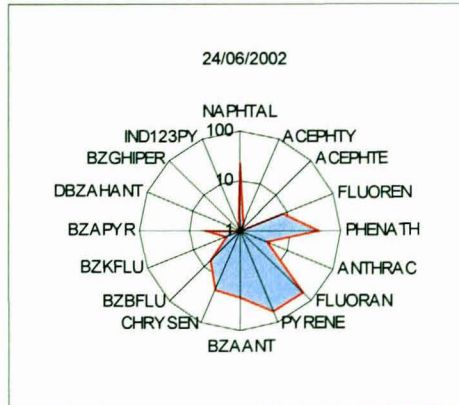 24/06/2002
NAPHTAL
100
IND123PY
ACEPHTY
BZGHIPER
ACEPHTE
10
DBZAHANT
FLUOREN
BZAPYR
1
PHENATH
BZKFLU
ANTHRAC
BZBFLU
FLUORAN
CHRYSEN
PYRENE
BZAANT